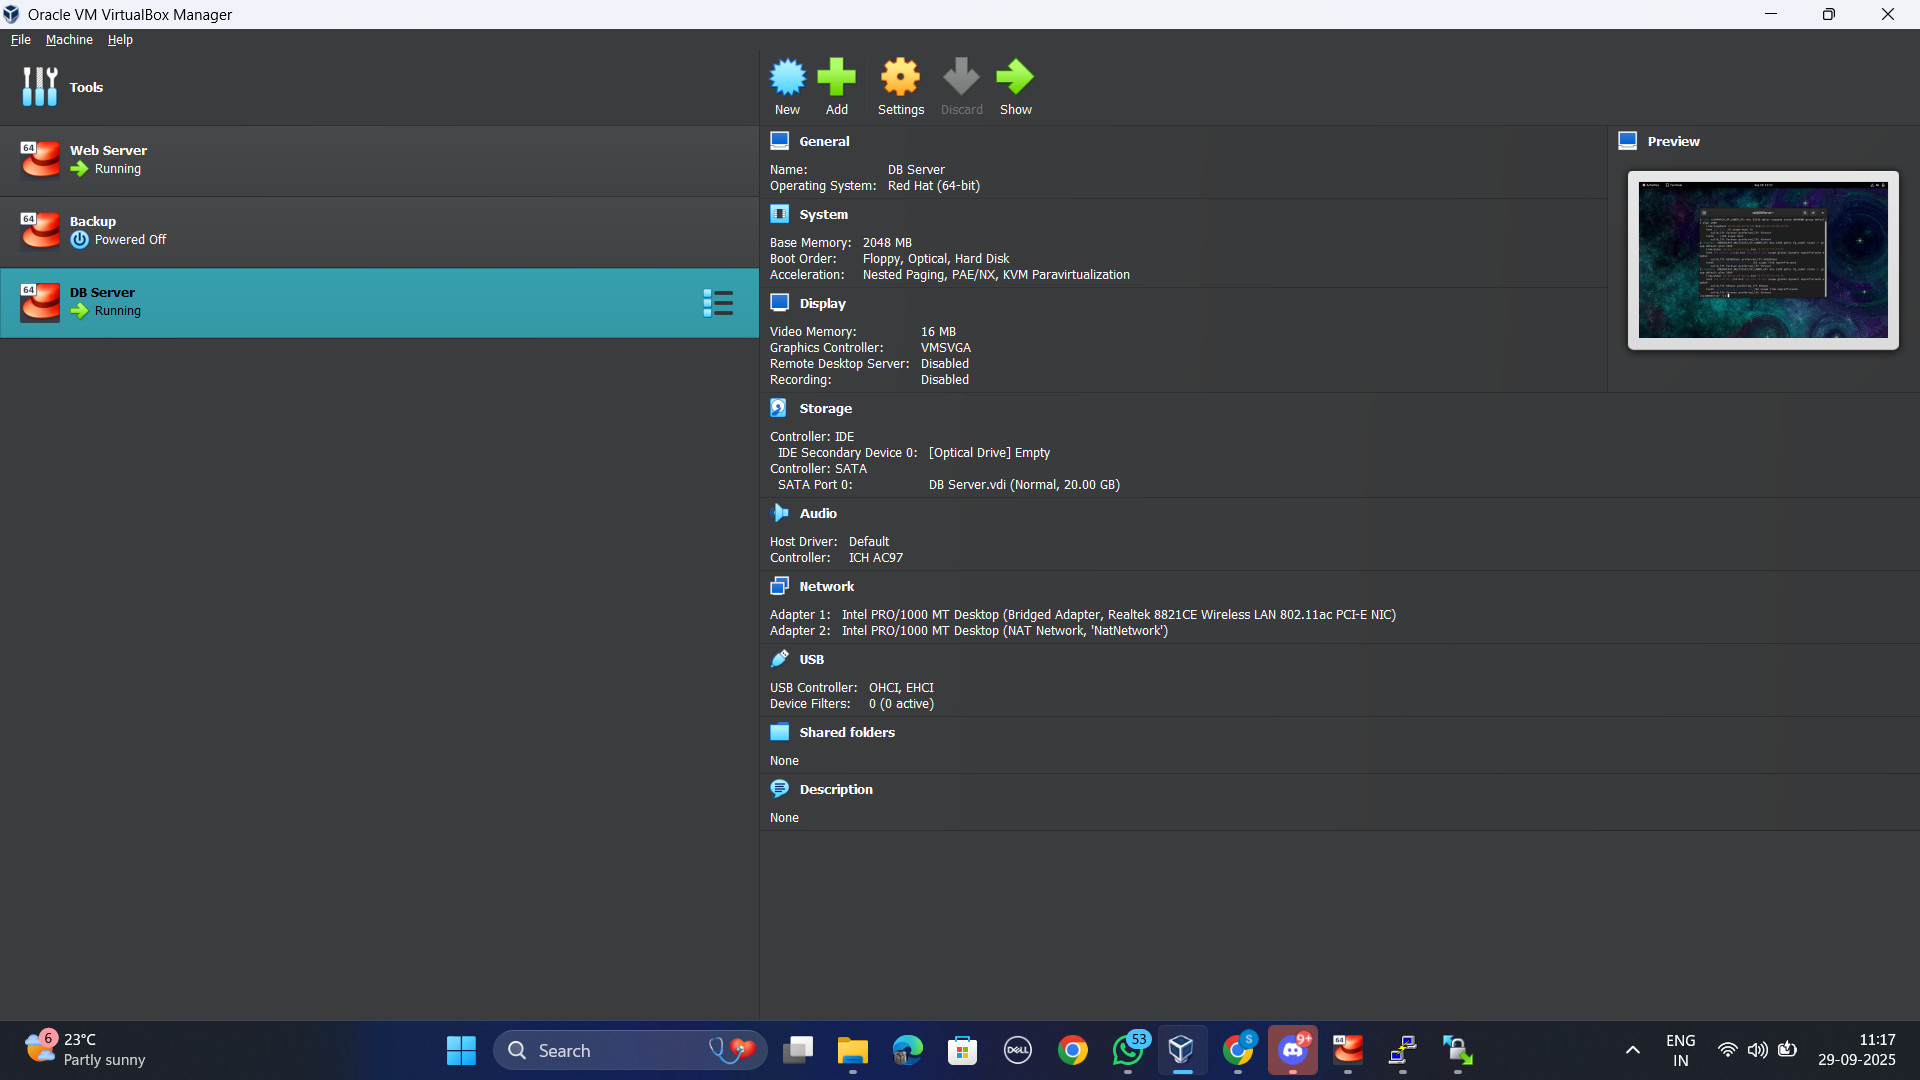 Oracle VM VirtualBox Manager
File Machine Help
Tools
New Add Settings Discard Show
64 Web Server
Running
64 Backup
Powered Off
64 DB Server
Running
General
Name: DB Server
Operating System: Red Hat (64-bit)
System
Base Memory: 2048 MB
Boot Order: Floppy, Optical, Hard Disk
Acceleration: Nested Paging, PAE/NX, KVM Paravirtualization
Display
Video Memory: 16 MB
Graphics Controller: VMSVGA
Remote Desktop Server: Disabled
Recording: Disabled
Preview
Storage
Controller: IDE
IDE Secondary Device 0: [Optical Drive] Empty
Controller: SATA
SATA Port 0: DB Server.vdi (Normal, 20.00 GB)
Audio
Host Driver: Default
Controller: ICH AC97
Network
Adapter 1: Intel PRO/1000 MT Desktop (Bridged Adapter, Realtek 8821CE Wireless LAN 802.11ac PCI-E NIC)
Adapter 2: Intel PRO/1000 MT Desktop (NAT Network, 'NatNetwork')
USB
USB Controller: OHCI, EHCI
Device Filters: 0 (0 active)
Shared folders
None
Description
None
6 23°C
Partly sunny
Search
DELL
53
S
9+
64
ENG
IN
11:17
29-09-2025